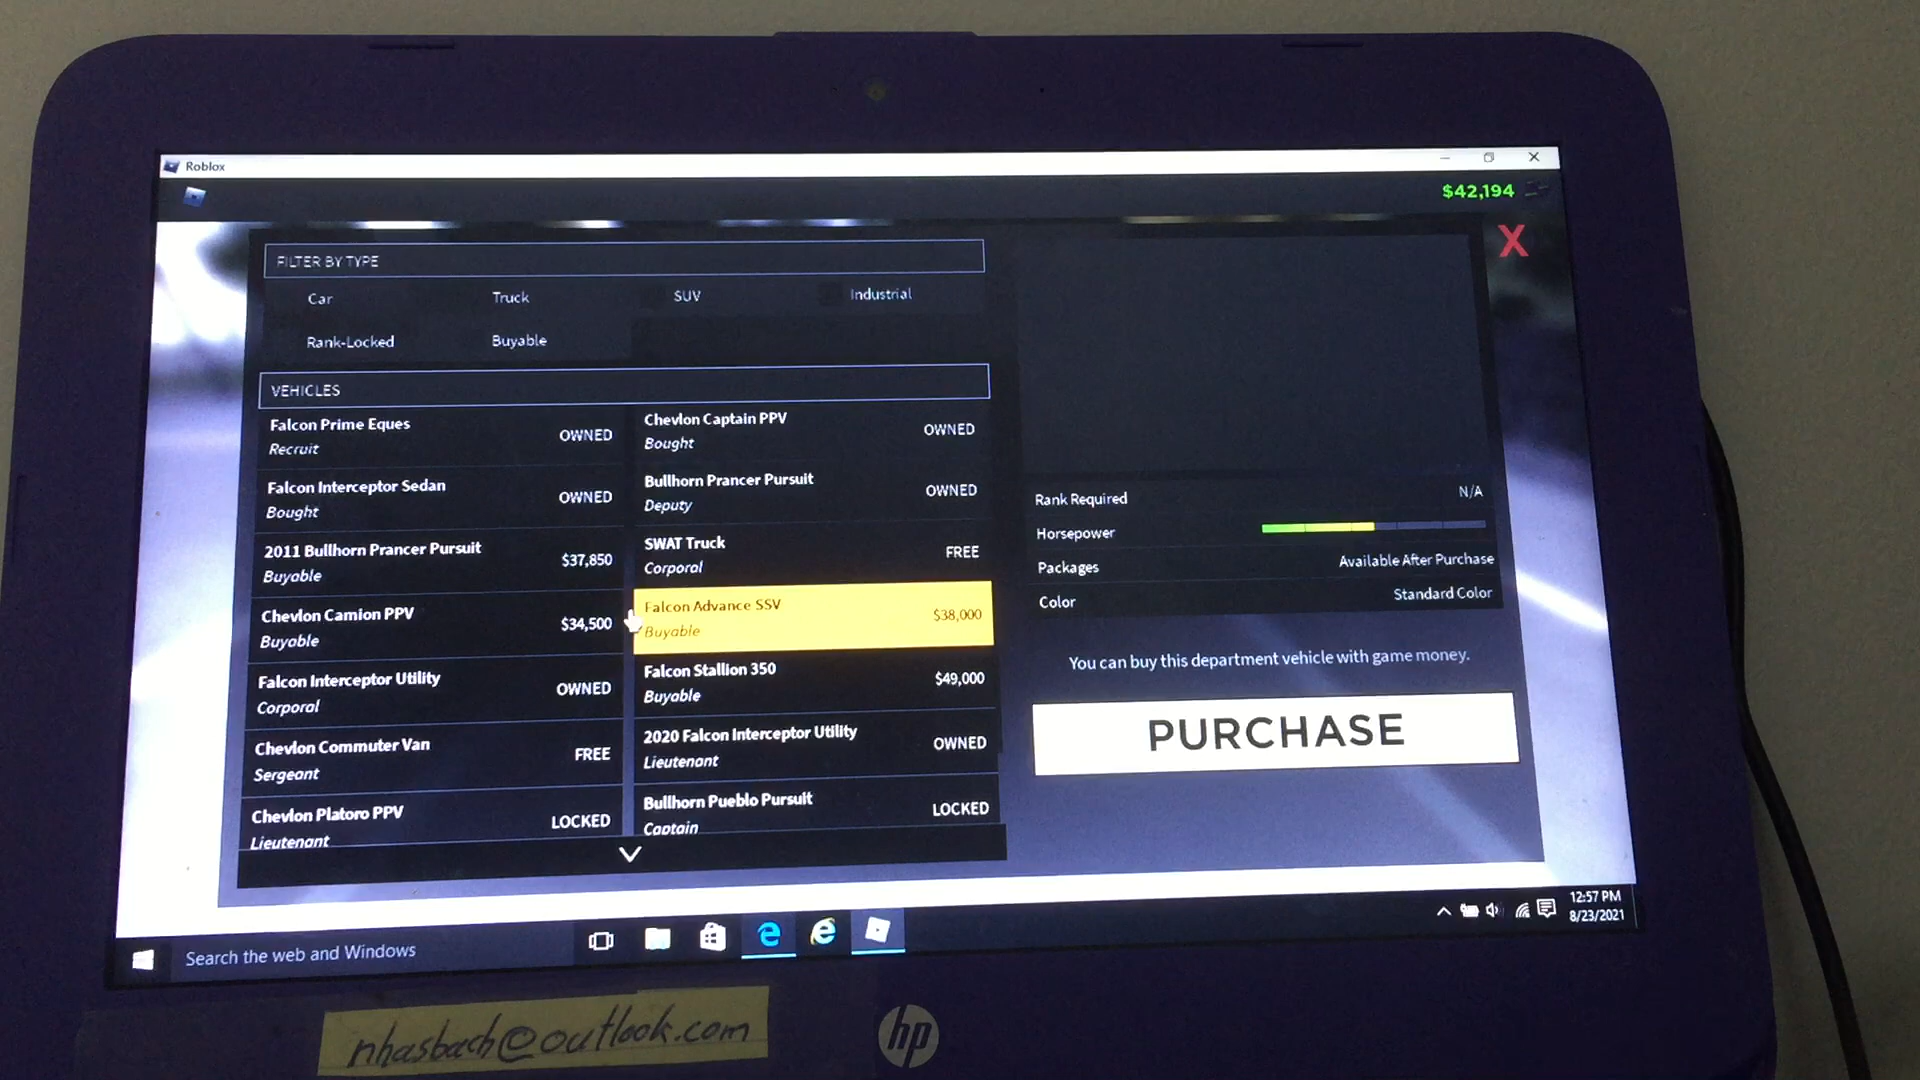 Roblox
$42,194
X
FILTER BY TYPE
Car Truck SUV Industrial
Rank-Locked Buyable
VEHICLES
Falcon Prime Eques
Recruit
OWNED
Chevlon Captain PPV
Bought
OWNED
Falcon Interceptor Sedan
Bought
OWNED
Bullhorn Prancer Pursuit
Deputy
OWNED
2011 Bullhorn Prancer Pursuit
Buyable
$37,850
SWAT Truck
Corporal
FREE
Chevlon Camion PPV
Buyable
$34,500
Falcon Advance SSV
Buyable
$38,000
Falcon Interceptor Utility
Corporal
OWNED
Falcon Stallion 350
Buyable
$49,000
Chevlon Commuter Van
Sergeant
FREE
2020 Falcon Interceptor Utility
Lieutenant
OWNED
Chevlon Platoro PPV
Lieutenant
LOCKED
Bullhorn Pueblo Pursuit
Captain
LOCKED
Rank Required N/A
Horsepower
Packages Available After Purchase
Color Standard Color
You can buy this department vehicle with game money.
PURCHASE
Search the web and Windows
12:57 PM
8/23/2021
nhasbach@outlook.com
hp